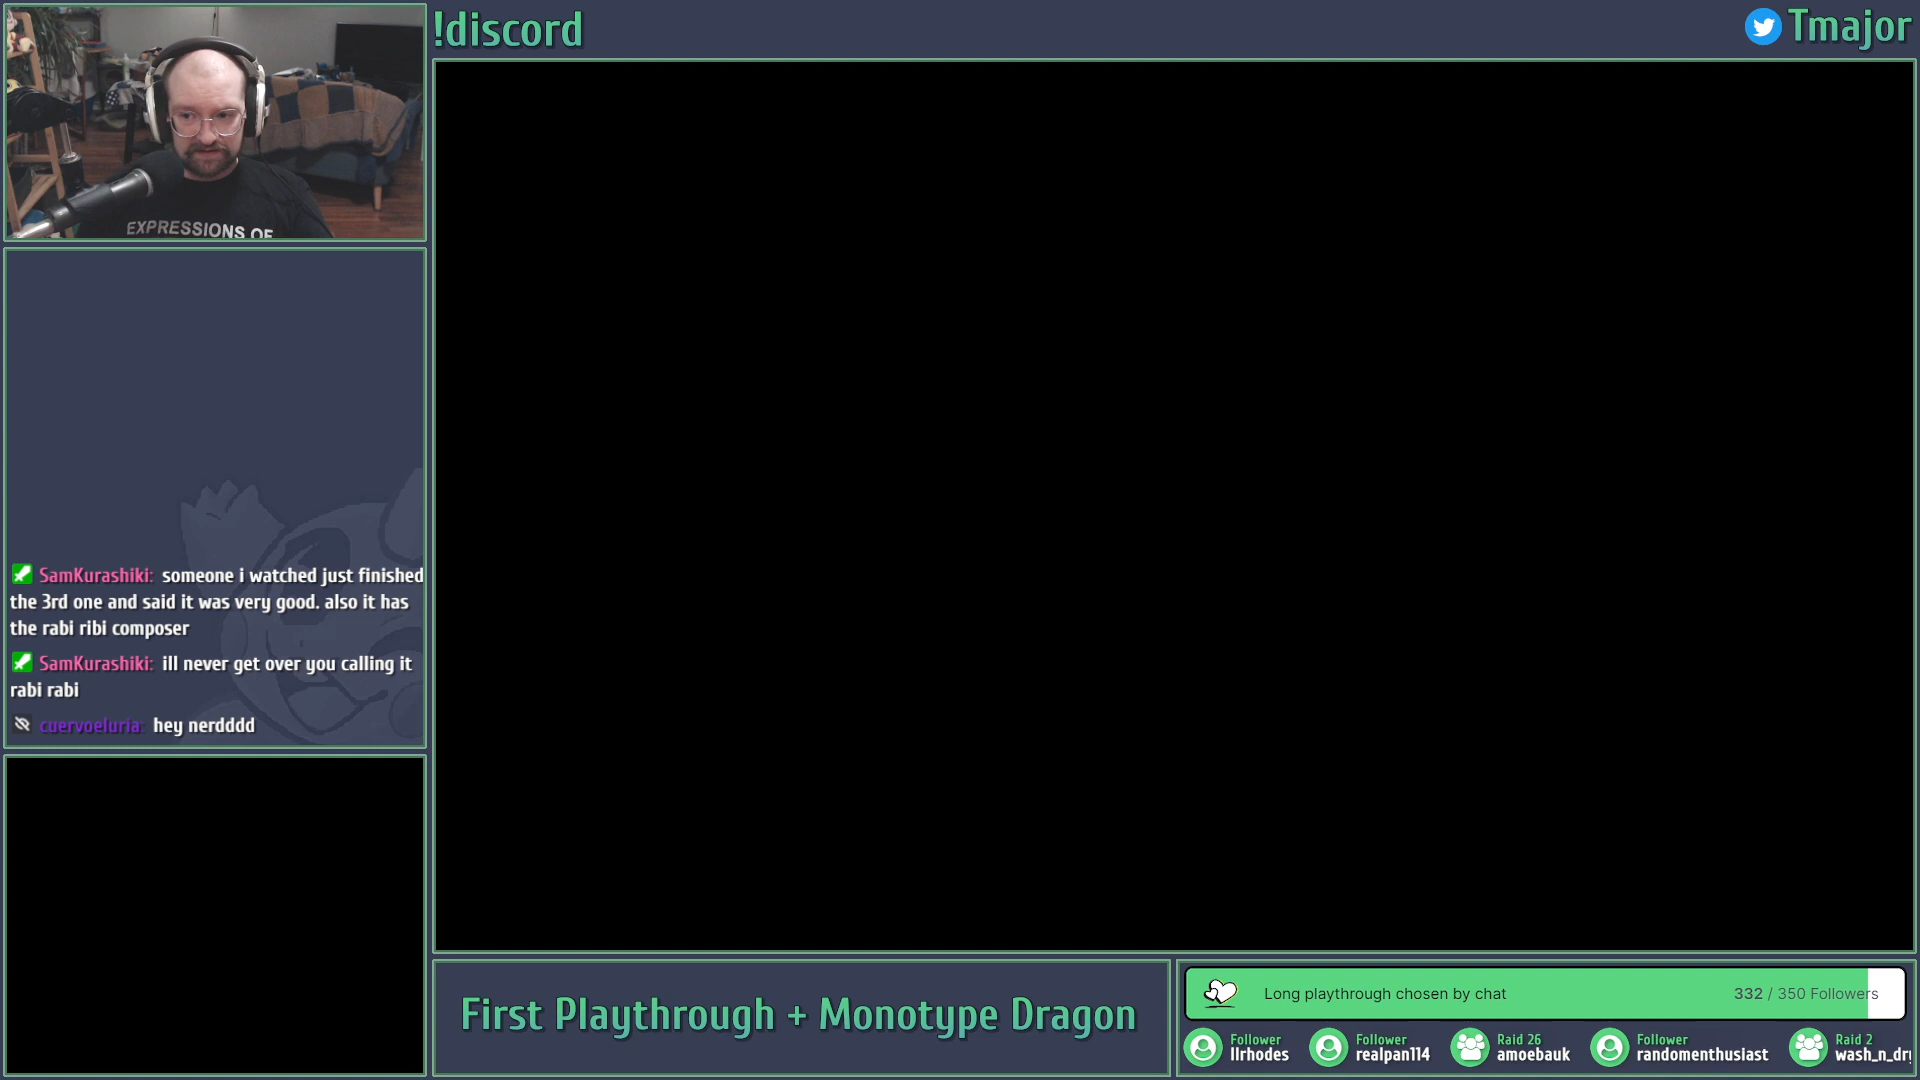 !discord
Tmajor
EXPRESSIONS OF
SamKurashiki: someone i watched just finished
the 3rd one and said it was very good. also it has
the rabi ribi composer
SamKurashiki: ill never get over you calling it
rabi rabi
cuervoeluria: hey nerdddd
First Playthrough + Monotype Dragon
Long playthrough chosen by chat
332 / 350 Followers
Follower
llrhodes
Follower
realpan114
Raid 26
amoebauk
Follower
randomenthusiast
Raid 2
wash_n_dr